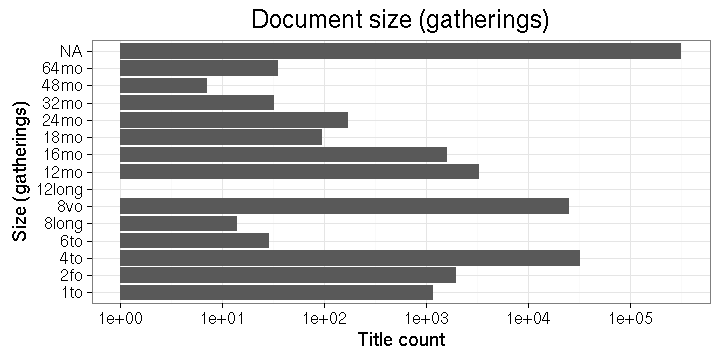 Document size (gatherings)
Size (gatherings)
NA
64mo
48mo
32mo
24mo
18mo
16mo
12mo
12long
8vo
8long
6to
4to
2fo
1to
1e+00 1e+01 1e+02 1e+03 1e+04 1e+05
Title count